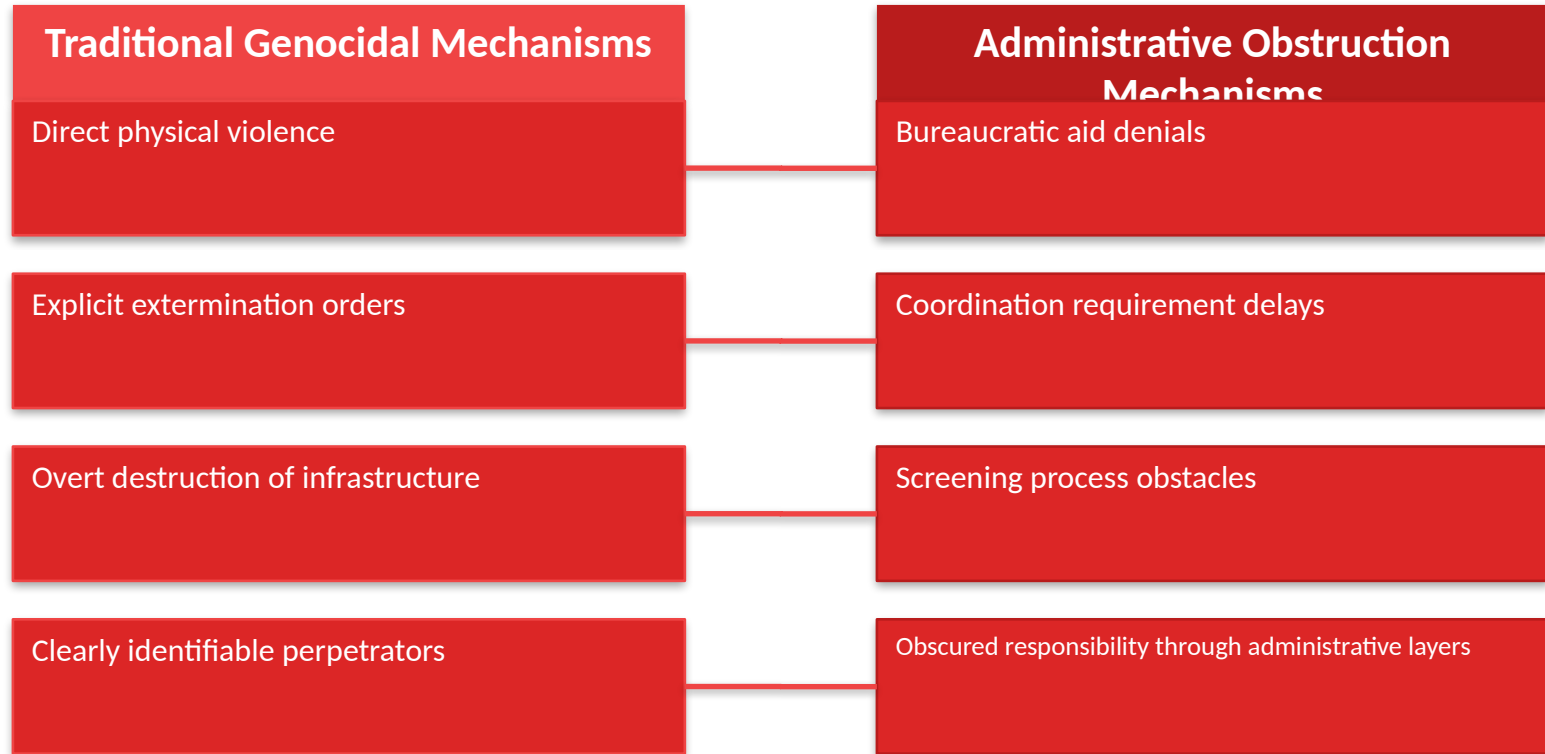 Traditional Genocidal Mechanisms
Direct physical violence
Explicit extermination orders
Overt destruction of infrastructure
Clearly identifiable perpetrators
Administrative Obstruction
Mechanisms
Bureaucratic aid denials
Coordination requirement delays
Screening process obstacles
Obscured responsibility through administrative layers